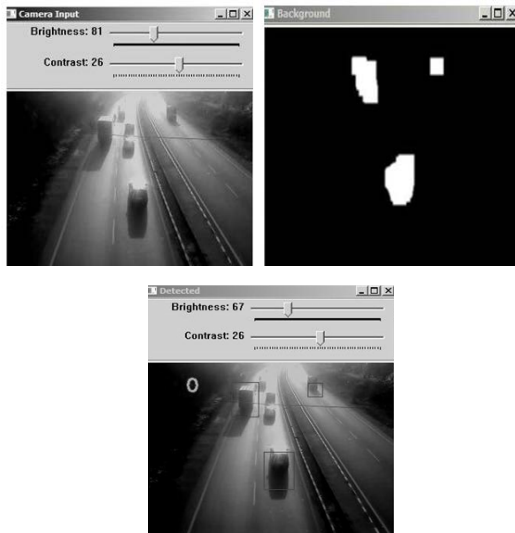 Camera Input
Brightness: 81
Contrast: 26
Background
Detected
Brightness: 67
Contrast: 26
0